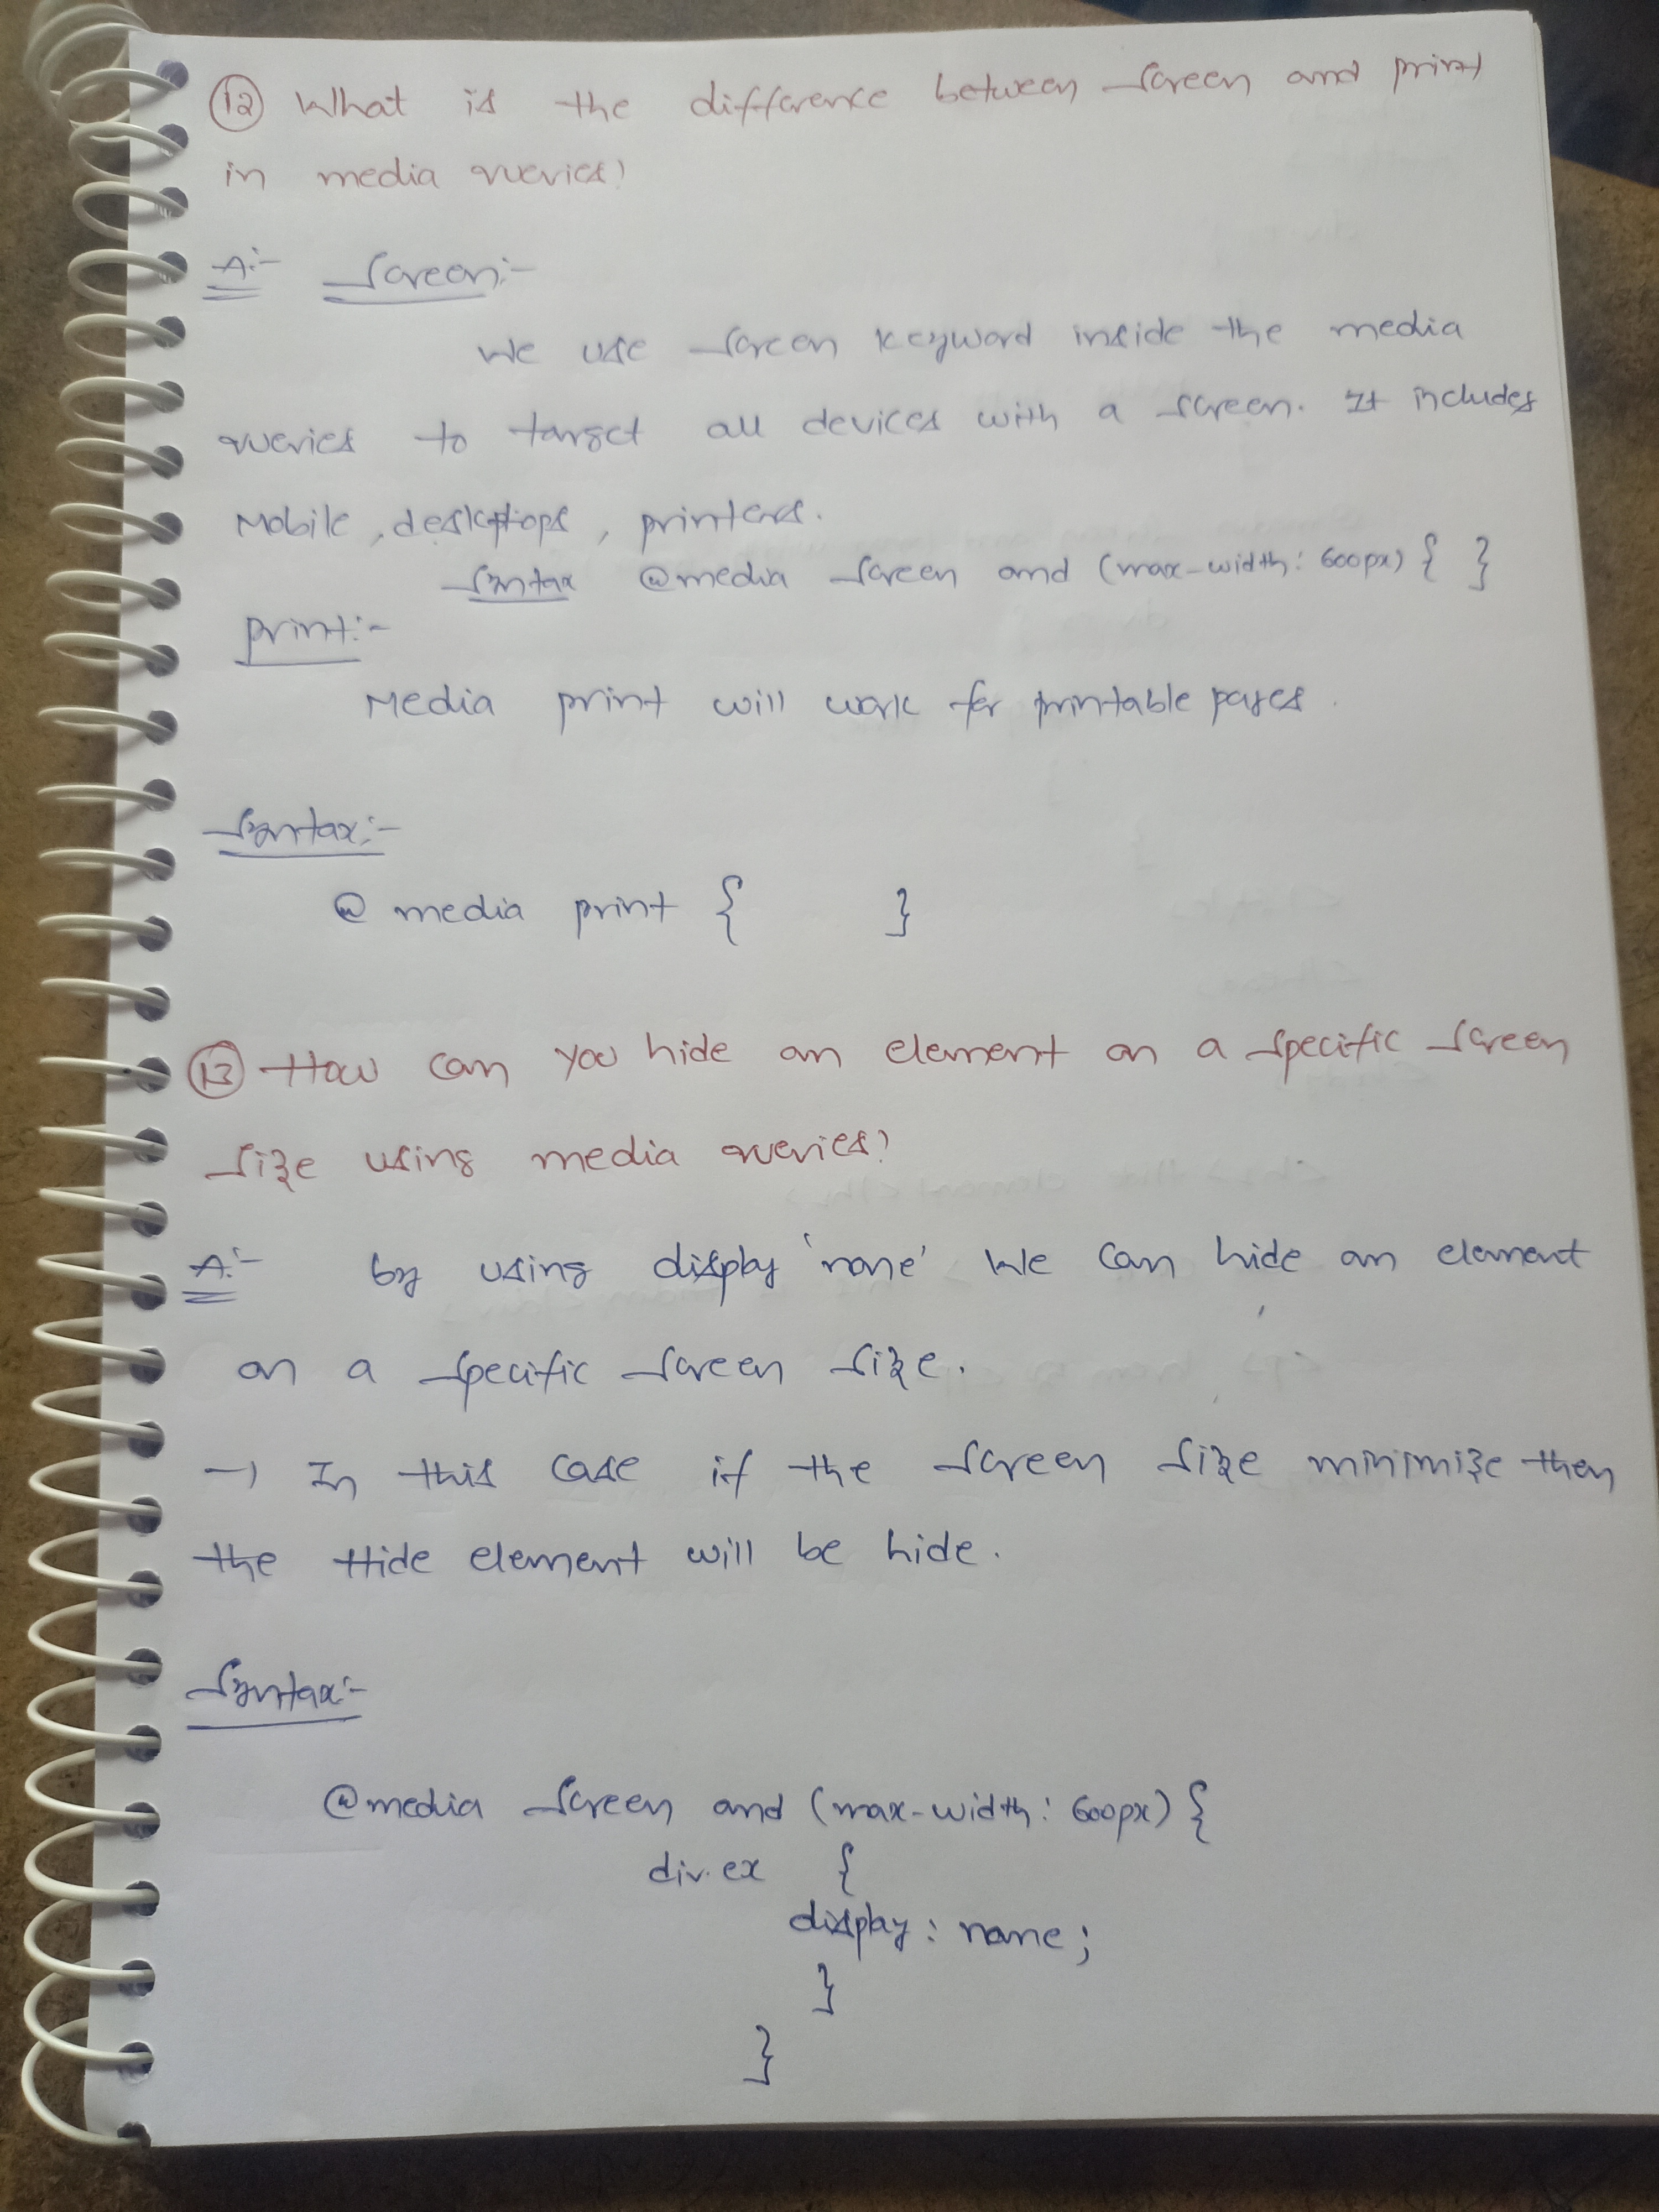 12 What is the difference between screen and print
in media queries?
A:- Screen:-
We use screen keyword inside the media
queries to target all devices with a screen. It includes
Mobile, desktops, printers.
Syntax @media screen and (max-width: 600px) { }
print:-
Media print will work for printable pages.
Syntax:-
@ media print { }
13 How can you hide an element on a specific screen
size using media queries?
A:- by using display 'none' we can hide an element
on a specific screen size.
→ In this case if the screen size minimize then
the Hide element will be hide.
Syntax:-
@media screen and (max-width: 600px) {
div.ex {
display: none;
}
}